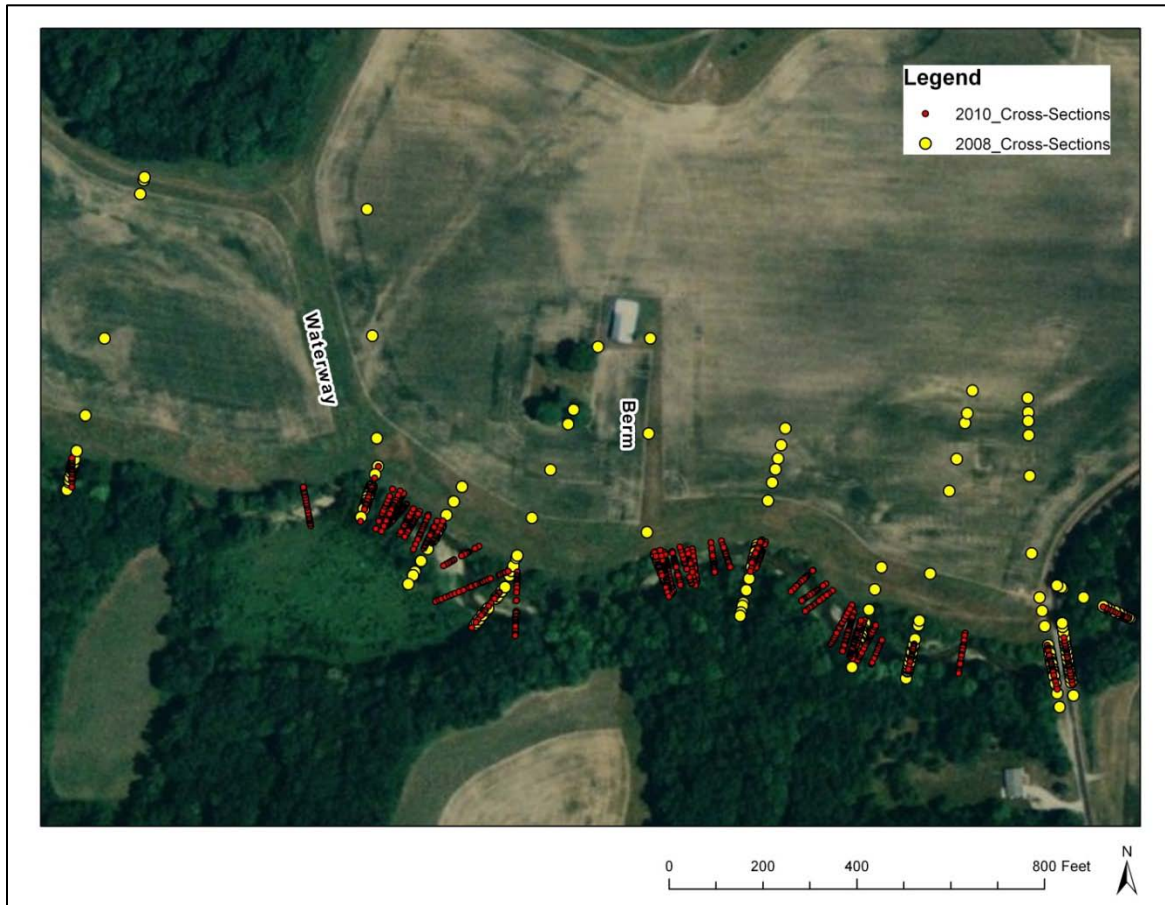 Legend
2010_Cross-Sections
2008_Cross-Sections
Waterway
Berm
0 200 400 800 Feet
N